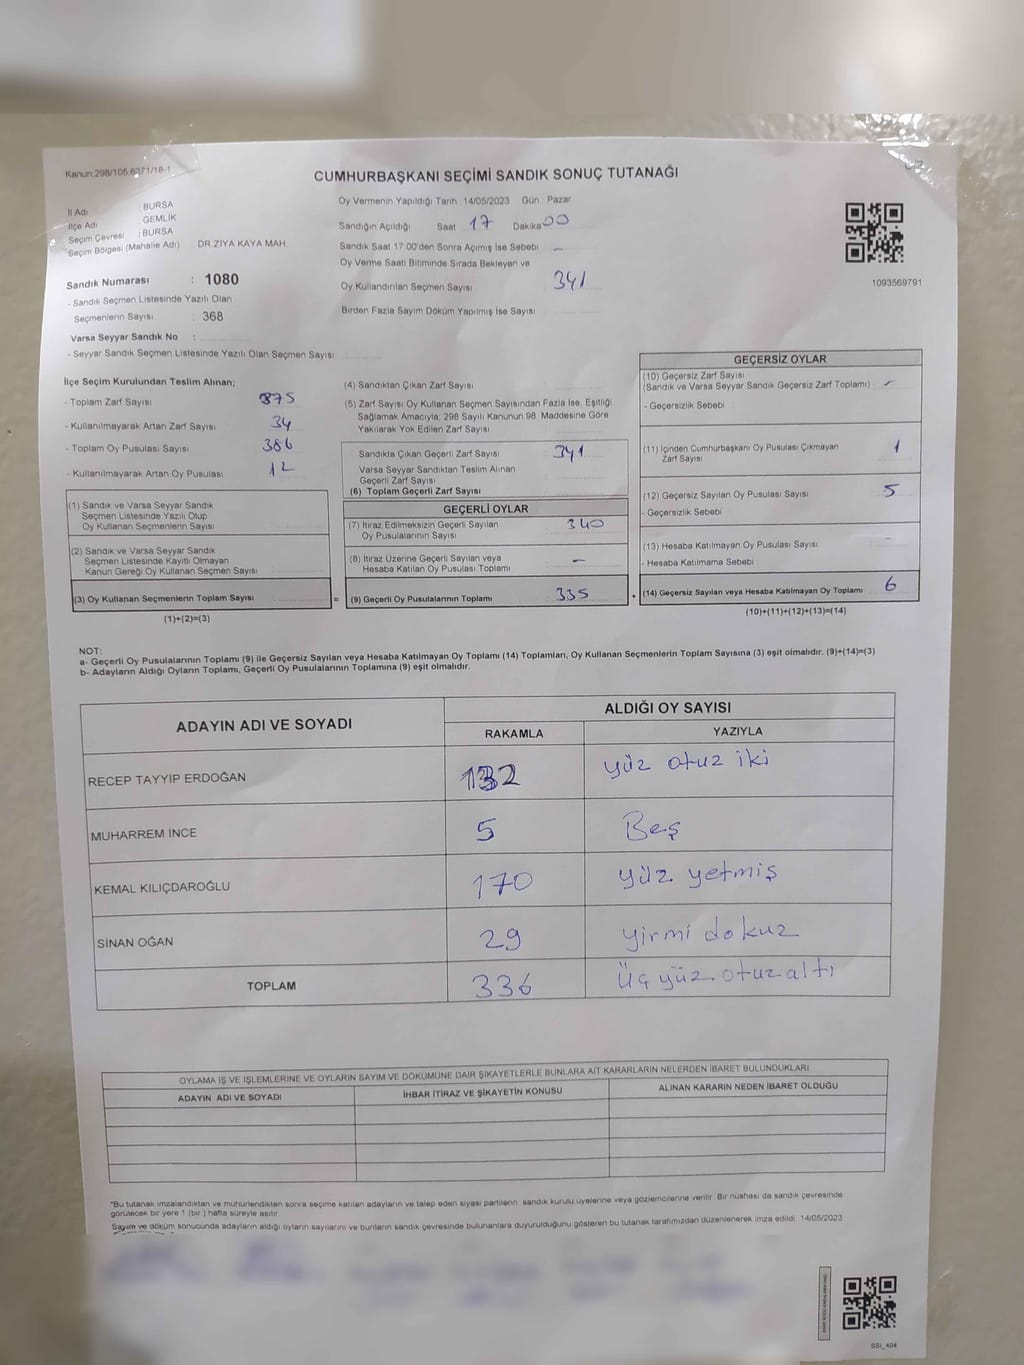 Kanun:298/105,6271/18-1
CUMHURBAŞKANI SEÇİMİ SANDIK SONUÇ TUTANAĞI
İl Adı BURSA
İlçe Adı GEMLİK
Seçim Çevresi : BURSA
Seçim Bölgesi (Mahalle Adı) DR.ZİYA KAYA MAH.
Sandık Numarası : 1080
- Sandık Seçmen Listesinde Yazılı Olan
Seçmenlerin Sayısı : 368
Varsa Seyyar Sandık No :
- Seyyar Sandık Seçmen Listesinde Yazılı Olan Seçmen Sayısı
Oy Vermenin Yapıldığı Tarih 14/05/2023 Gün Pazar
Sandığın Açıldığı Saat 17 Dakika 00
Sandık Saat 17:00'den Sonra Açımış İse Sebebi –
Oy Verme Saati Bitiminde Sırada Bekleyen ve
Oy Kullandırılan Seçmen Sayısı 341
Birden Fazla Sayım Döküm Yapılmış İse Sayısı
1093569791
İlçe Seçim Kurulundan Teslim Alınan;
- Toplam Zarf Sayısı 875
- Kullanılmayarak Artan Zarf Sayısı 34
- Toplam Oy Pusulası Sayısı 386
- Kullanılmayarak Artan Oy Pusulası 12
(1) Sandık ve Varsa Seyyar Sandık
Seçmen Listesinde Yazılı Olup
Oy Kullanan Seçmenlerin Sayısı
(2) Sandık ve Varsa Seyyar Sandık
Seçmen Listesinde Kayıtlı Olmayan
Kanun Gereği Oy Kullanan Seçmen Sayısı
(3) Oy Kullanan Seçmenlerin Toplam Sayısı =
(1)+(2)=(3)
(4) Sandıktan Çıkan Zarf Sayısı
(5) Zarf Sayısı Oy Kullanan Seçmen Sayısından Fazla İse, Eşitliği
Sağlamak Amacıyla, 298 Sayılı Kanunun 98. Maddesine Göre
Yakılarak Yok Edilen Zarf Sayısı
Sandıkta Çıkan Geçerli Zarf Sayısı 341
Varsa Seyyar Sandıktan Teslim Alınan
Geçerli Zarf Sayısı
(6) Toplam Geçerli Zarf Sayısı
GEÇERLİ OYLAR
(7) İtiraz Edilmeksizin Geçerli Sayılan 340
Oy Pusulalarının Sayısı
(8) İtiraz Üzerine Geçerli Sayılan veya –
Hesaba Katılan Oy Pusulası Toplamı
(9) Geçerli Oy Pusulalarının Toplamı 335 +
GEÇERSİZ OYLAR
(10) Geçersiz Zarf Sayısı
(Sandık ve Varsa Seyyar Sandık Geçersiz Zarf Toplamı) –
- Geçersizlik Sebebi
(11) İçinden Cumhurbaşkanı Oy Pusulası Çıkmayan 1
Zarf Sayısı
(12) Geçersiz Sayılan Oy Pusulası Sayısı 5
- Geçersizlik Sebebi
(13) Hesaba Katılmayan Oy Pusulası Sayısı –
- Hesaba Katılmama Sebebi
(14) Geçersiz Sayılan veya Hesaba Katılmayan Oy Toplamı 6
(10)+(11)+(12)+(13)=(14)
NOT:
a- Geçerli Oy Pusulalarının Toplamı (9) ile Geçersiz Sayılan veya Hesaba Katılmayan Oy Toplamı (14) Toplamları, Oy Kullanan Seçmenlerin Toplam Sayısına (3) eşit olmalıdır. (9)+(14)=(3)
b- Adayların Aldığı Oyların Toplamı, Geçerli Oy Pusulalarının Toplamına (9) eşit olmalıdır.
ADAYIN ADI VE SOYADI ALDIĞI OY SAYISI
RAKAMLA YAZIYLA
RECEP TAYYIP ERDOĞAN 132 yüz otuz iki
MUHARREM İNCE 5 Beş
KEMAL KILIÇDAROĞLU 170 yüz yetmiş
SİNAN OĞAN 29 yirmi dokuz
TOPLAM 336 Üç yüz otuz altı
OYLAMA İŞ VE İŞLEMLERİNE VE OYLARIN SAYIM VE DÖKÜMÜNE DAİR ŞİKAYETLERLE BUNLARA AİT KARARLARIN NELERDEN İBARET BULUNDUKLARI
ADAYIN ADI VE SOYADI İHBAR İTİRAZ VE ŞİKAYETİN KONUSU ALINAN KARARIN NEDEN İBARET OLDUĞU
*Bu tutanak imzalandıktan ve mühürlendikten sonra seçime katılan adayların ve talep eden siyasi partilerin sandık kurulu üyelerine veya gözlemcilerine verilir. Bir nüshası da sandık çevresinde
görülecek bir yere 1 (bir ) hafta süreyle asılır
Sayım ve döküm sonucunda adayların aldığı oyların sayılarını ve bunların sandık çevresinde bulunanlara duyurulduğunu gösteren bu tutanak tarafımızdan düzenlenerek imza edildi. 14/05/2023
SSI_404